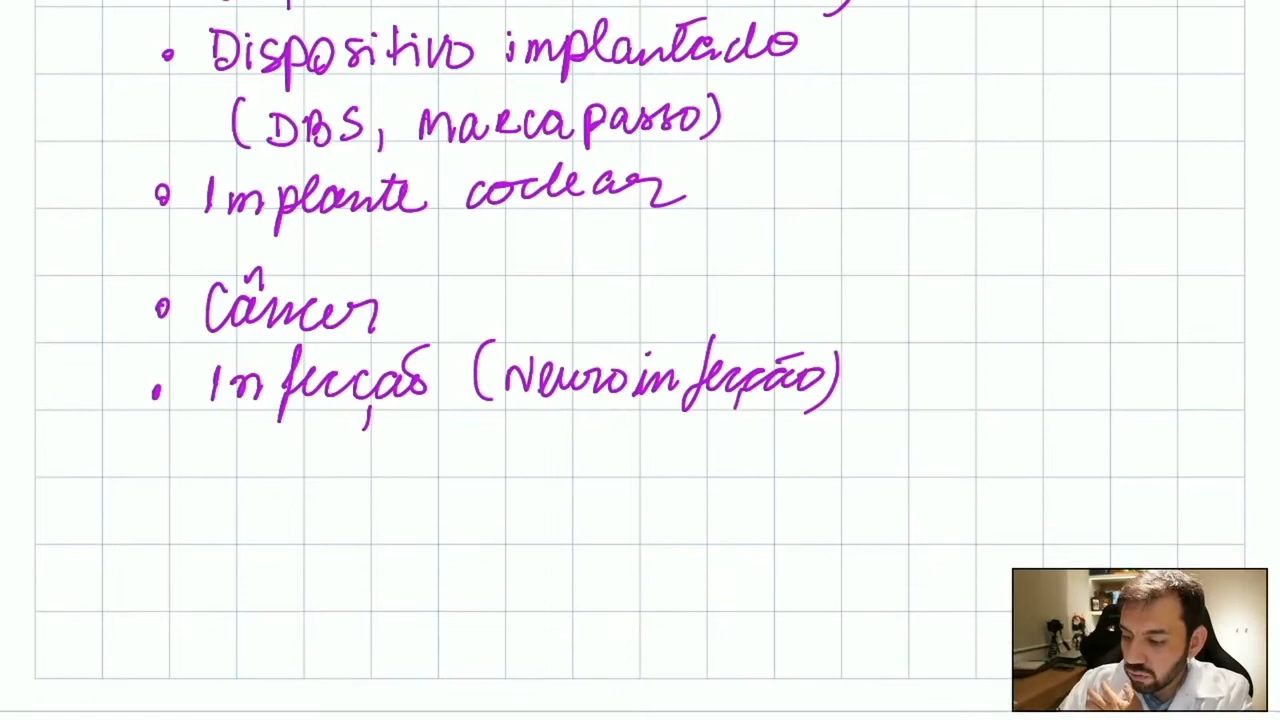 • Dispositivo implantado
(DBS, Marcapasso)
• Implante coclear
• Câncer
• Infecção (Neuroinfecção)